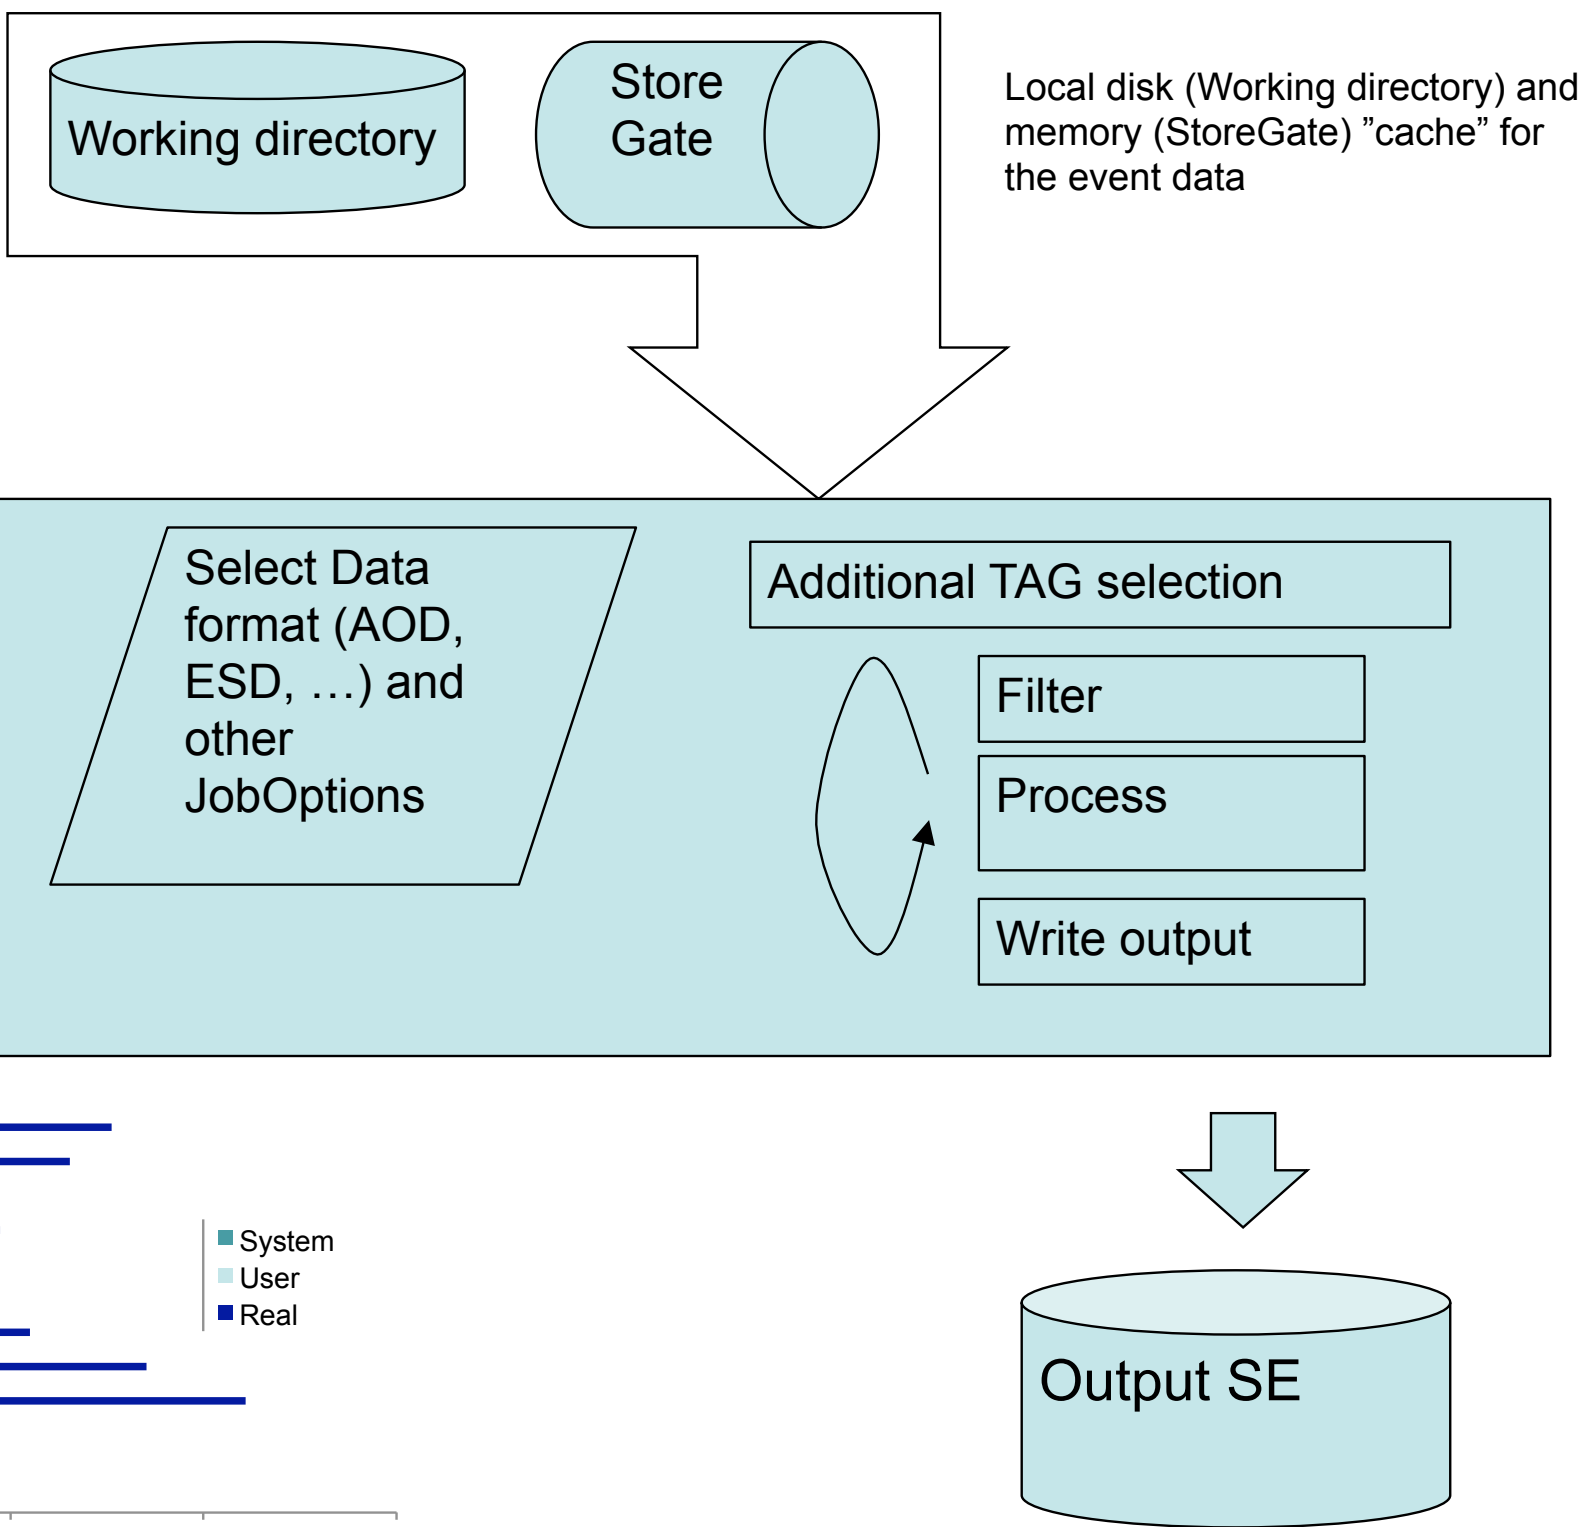 Working directory
Store
Gate
Local disk (Working directory) and
memory (StoreGate) ”cache” for
the event data
Select Data
format (AOD,
ESD, …) and
other
JobOptions
Additional TAG selection
Filter
Process
Write output
System
User
Real
Output SE